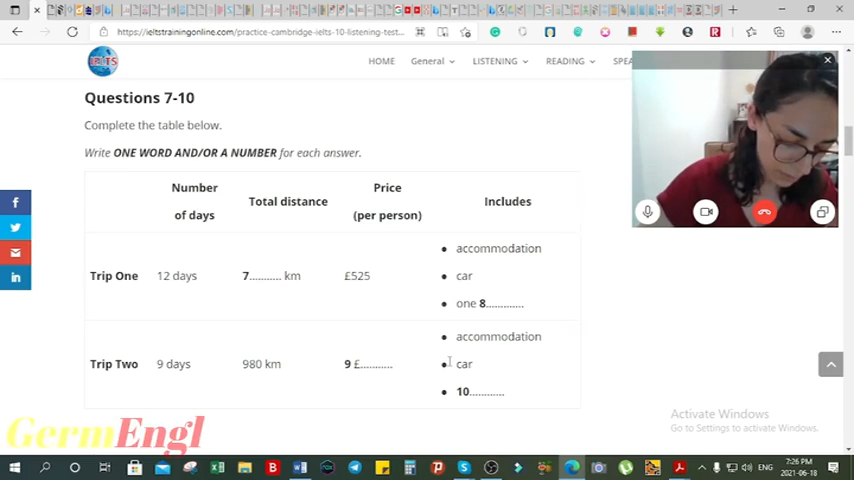 https://ieltstrainingonline.com/practice-cambridge-ielts-10-listening-test...
IELTS
HOME General LISTENING READING SPEA
Questions 7-10
Complete the table below.
Write ONE WORD AND/OR A NUMBER for each answer.
Number of days Total distance Price (per person) Includes
Trip One 12 days 7........... km £525
accommodation
car
one 8.............
Trip Two 9 days 980 km 9 £...........
accommodation
car
10............
Activate Windows
Go to Settings to activate Windows.
GermEngl
ENG
7:26 PM
2021-06-18